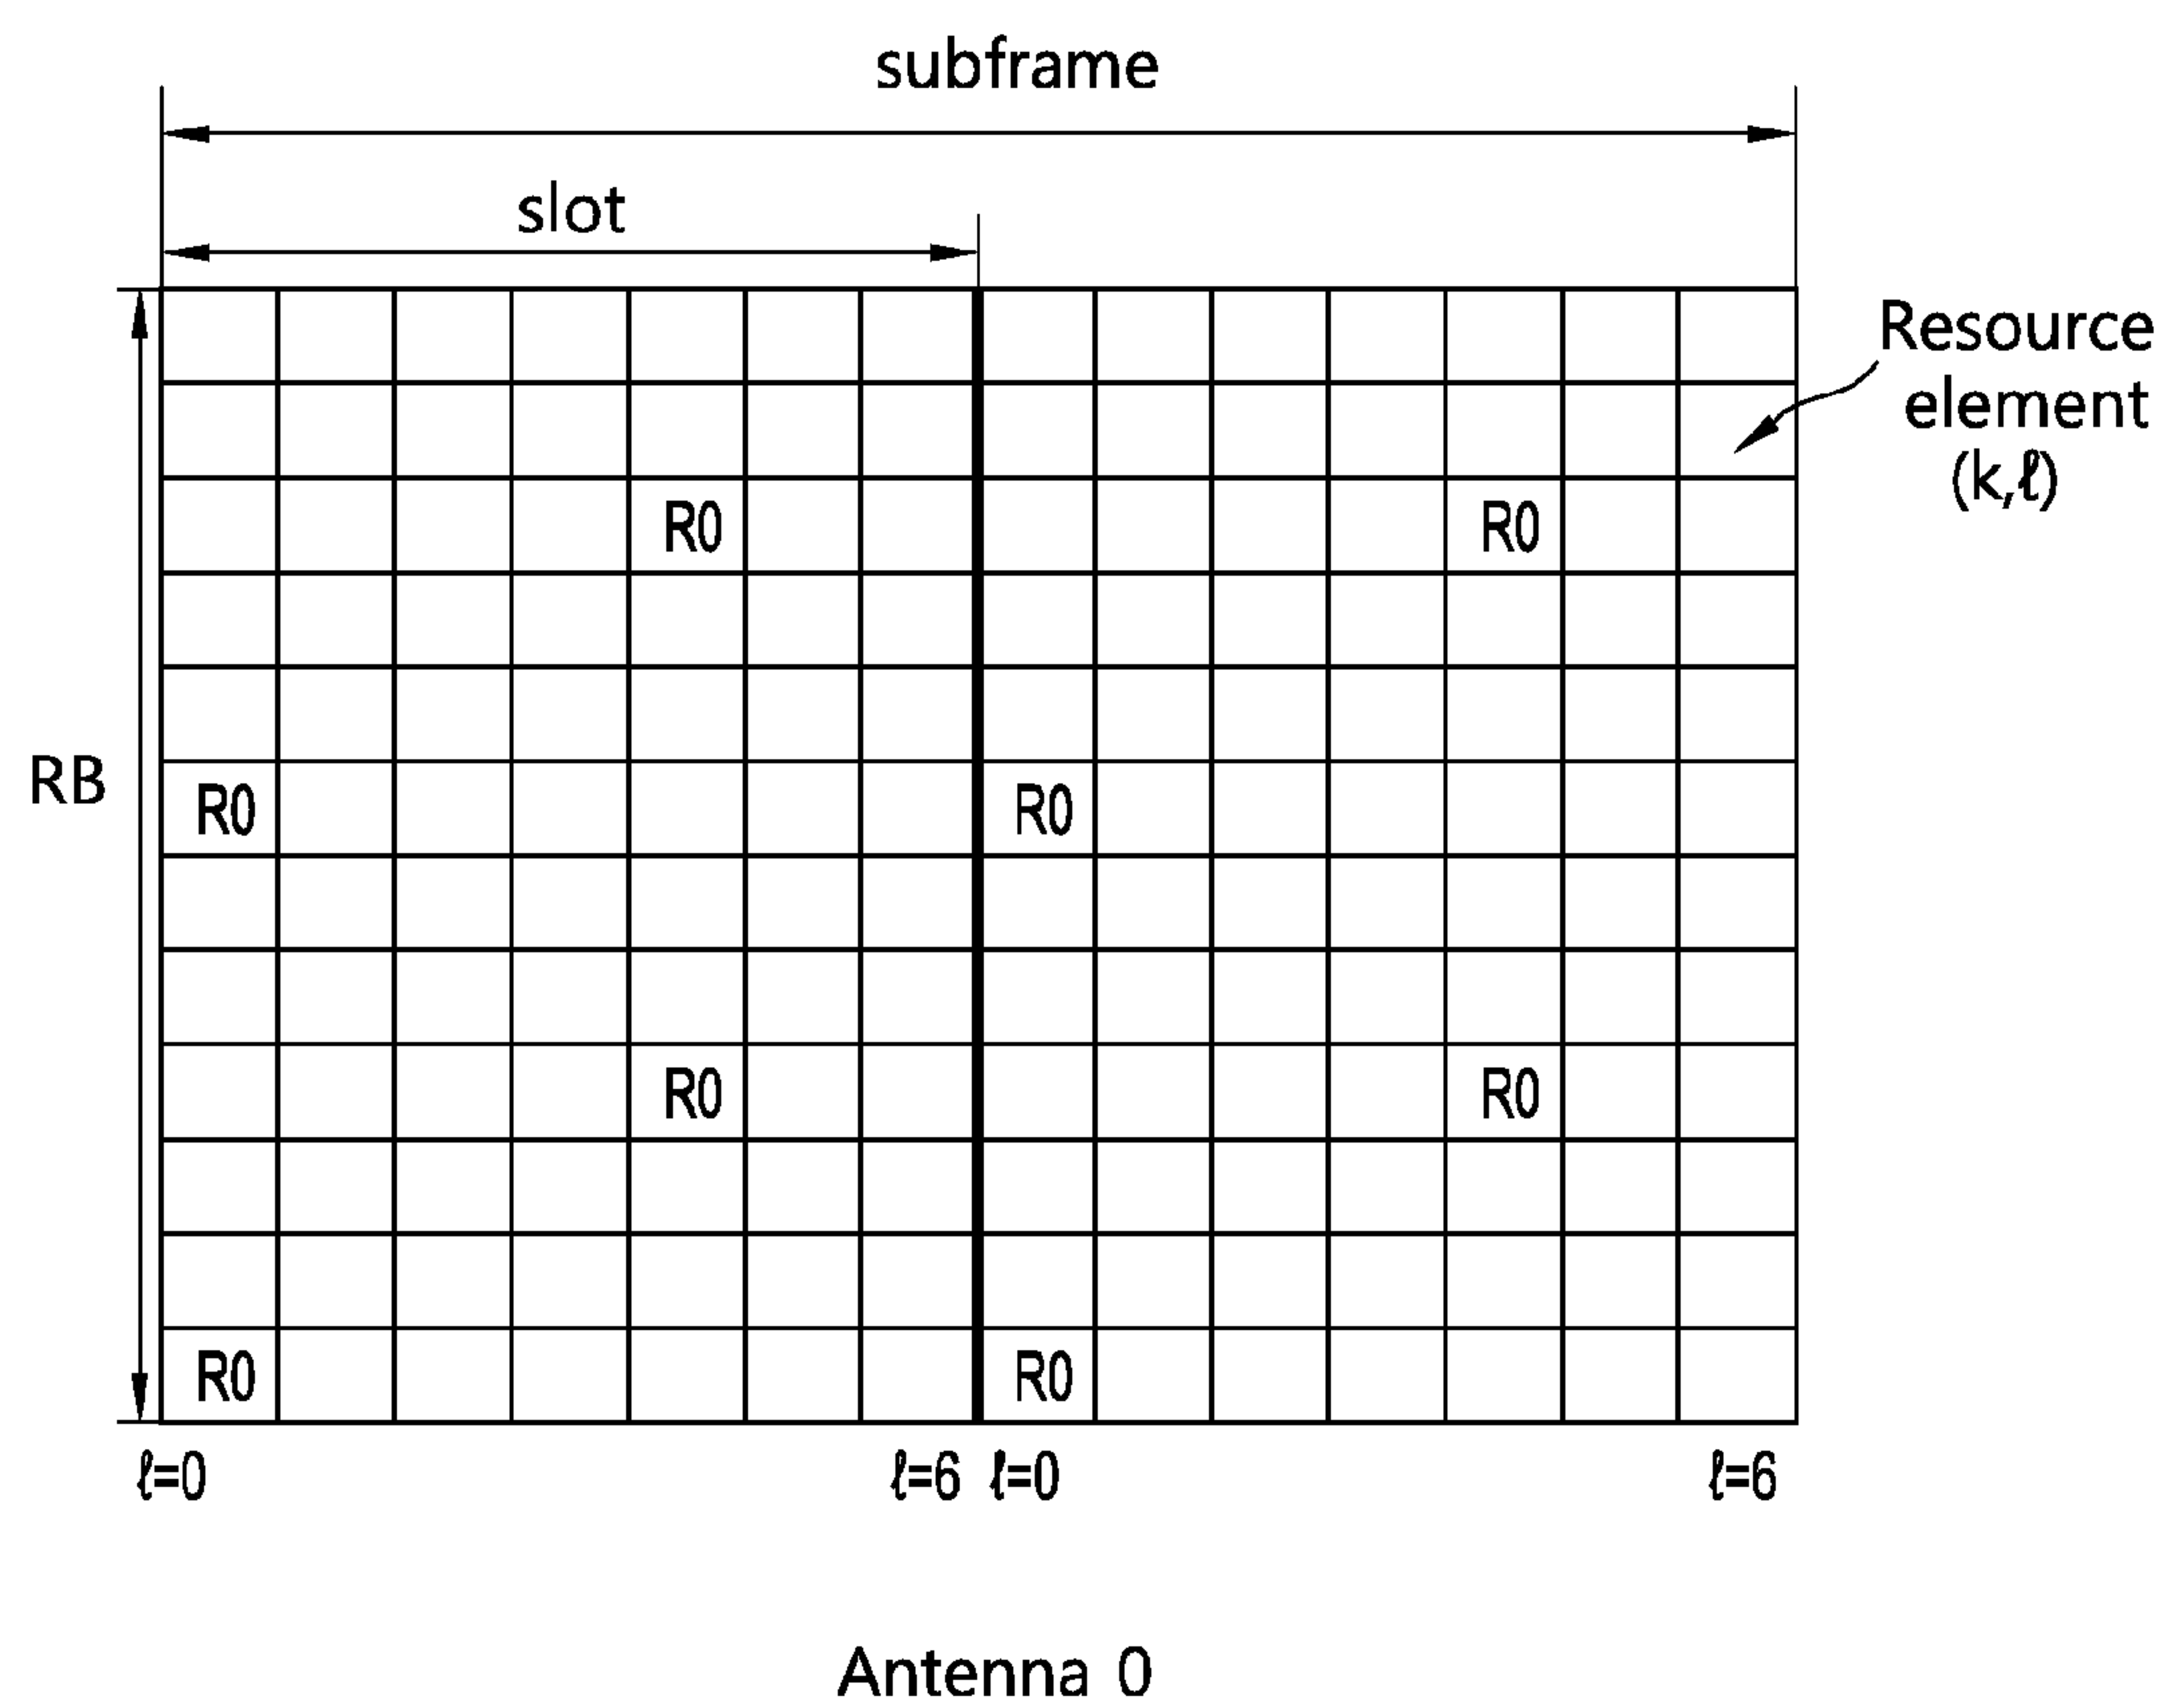 subframe
slot
Resource
element
(k,ℓ)
R0 R0
RB
R0 R0
R0 R0
R0 R0
ℓ=0 ℓ=6 ℓ=0 ℓ=6
Antenna 0